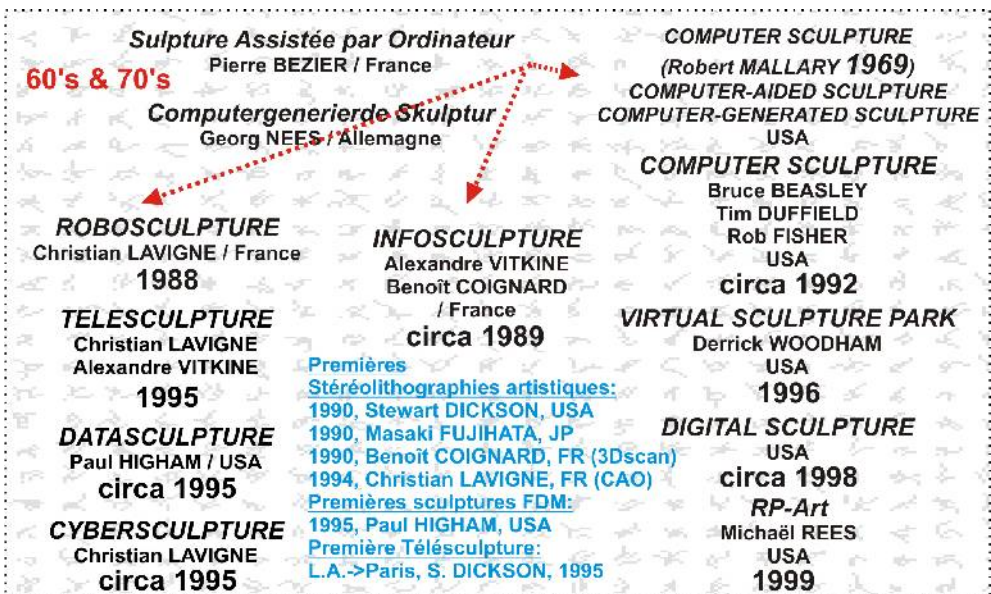 Sulpture Assistée par Ordinateur
Pierre BEZIER / France
60's & 70's
Computergenerierde Skulptur
Georg NEES / Allemagne
ROBOSCULPTURE
Christian LAVIGNE / France
1988
TELESCULPTURE
Christian LAVIGNE
Alexandre VITKINE
1995
DATASCULPTURE
Paul HIGHAM / USA
circa 1995
CYBERSCULPTURE
Christian LAVIGNE
circa 1995
INFOSCULPTURE
Alexandre VITKINE
Benoît COIGNARD
/ France
circa 1989
Premières
Stéréolithographies artistiques:
1990, Stewart DICKSON, USA
1990, Masaki FUJIHATA, JP
1990, Benoît COIGNARD, FR (3Dscan)
1994, Christian LAVIGNE, FR (CAO)
Premières sculptures FDM:
1995, Paul HIGHAM, USA
Première Télésculpture:
L.A.->Paris, S. DICKSON, 1995
COMPUTER SCULPTURE
(Robert MALLARY 1969)
COMPUTER-AIDED SCULPTURE
COMPUTER-GENERATED SCULPTURE
USA
COMPUTER SCULPTURE
Bruce BEASLEY
Tim DUFFIELD
Rob FISHER
USA
circa 1992
VIRTUAL SCULPTURE PARK
Derrick WOODHAM
USA
1996
DIGITAL SCULPTURE
USA
circa 1998
RP-Art
Michaël REES
USA
1999